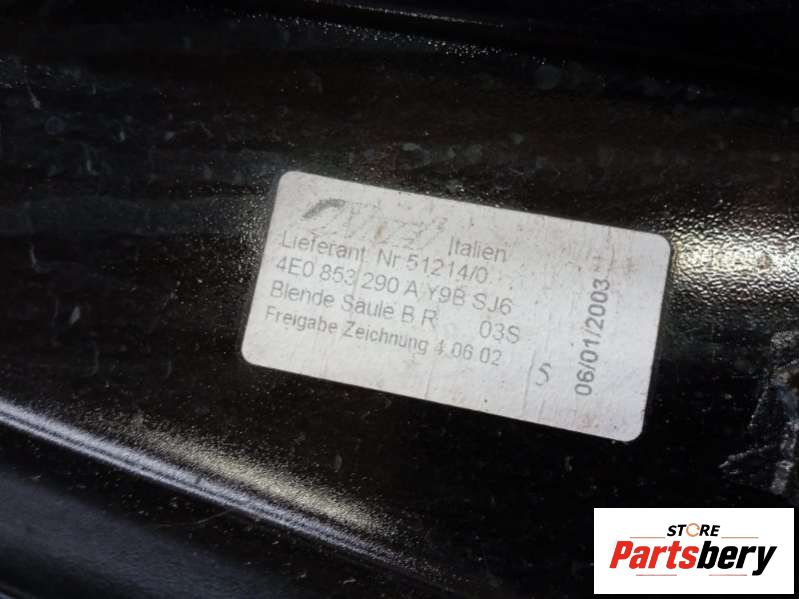 Italien
Lieferant Nr 51214/0
4E0 853 290 A Y9B SJ6
Blende Saule B R 03S
Freigabe Zeichnung 4.06.02
5
06/01/2003
STORE
Partsbery